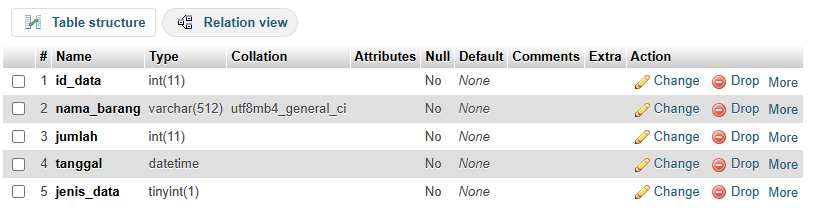 Table structure Relation view
# Name Type Collation Attributes Null Default Comments Extra Action
1 id_data int(11) No None Change Drop More
2 nama_barang varchar(512) utf8mb4_general_ci No None Change Drop More
3 jumlah int(11) No None Change Drop More
4 tanggal datetime No None Change Drop More
5 jenis_data tinyint(1) No None Change Drop More